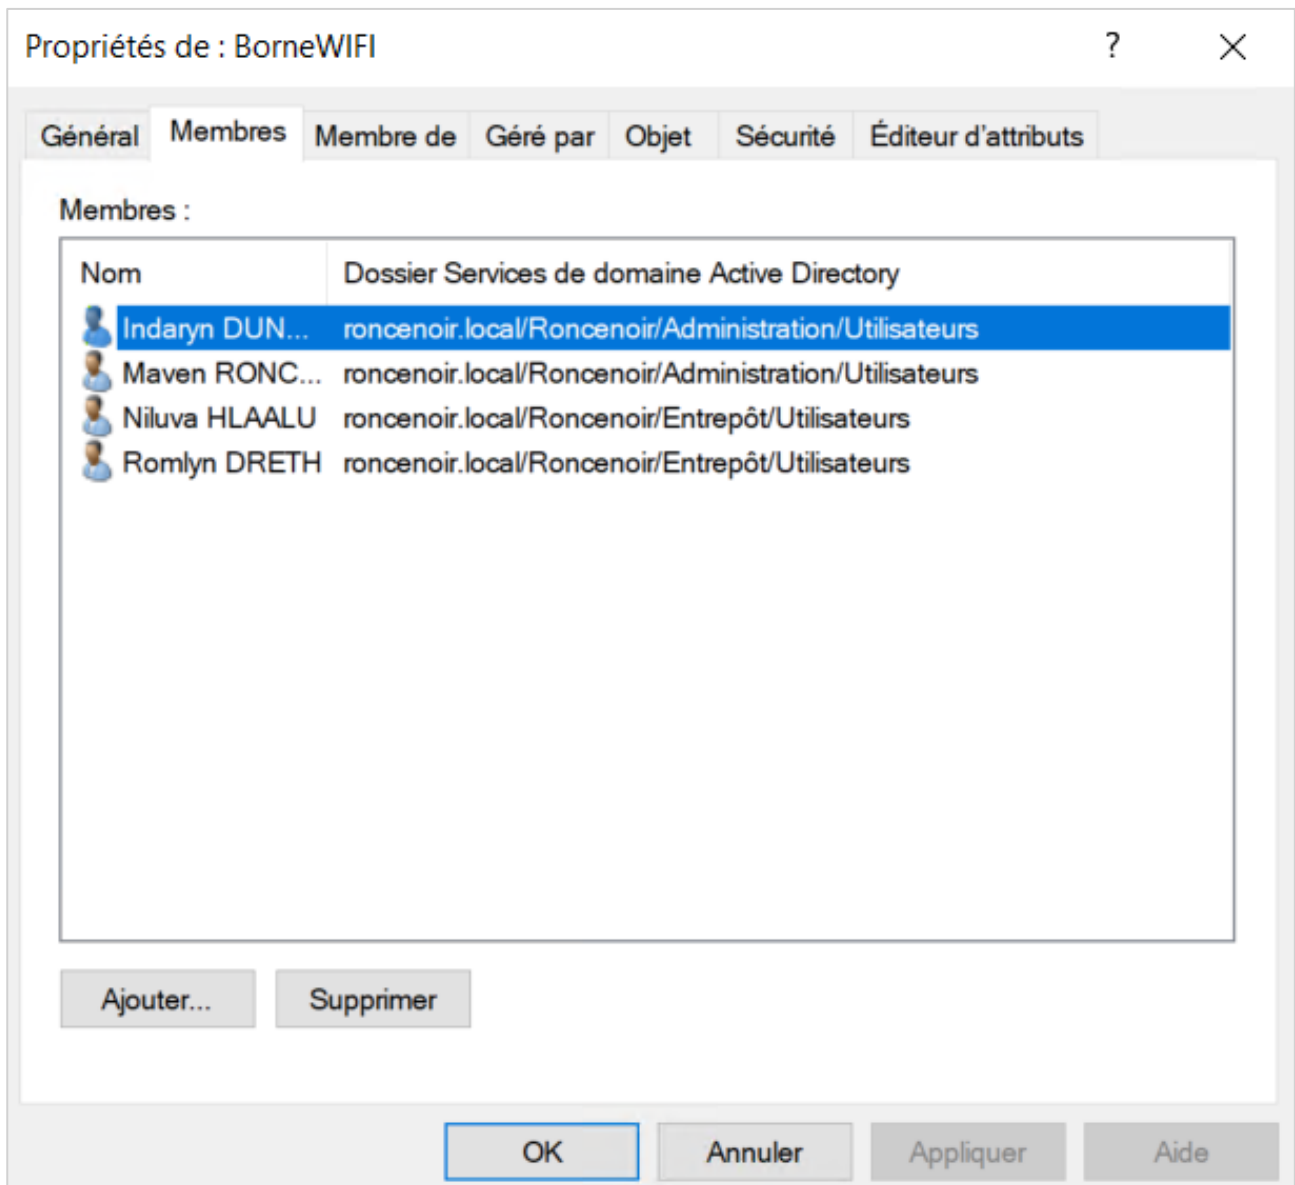 Propriétés de : BorneWIFI ?
Général Membres Membre de Géré par Objet Sécurité Éditeur d'attributs
Membres :
Nom Dossier Services de domaine Active Directory
Indaryn DUN... roncenoir.local/Roncenoir/Administration/Utilisateurs
Maven RONC... roncenoir.local/Roncenoir/Administration/Utilisateurs
Niluva HLAALU roncenoir.local/Roncenoir/Entrepôt/Utilisateurs
Romlyn DRETH roncenoir.local/Roncenoir/Entrepôt/Utilisateurs
Ajouter... Supprimer
OK Annuler Appliquer Aide